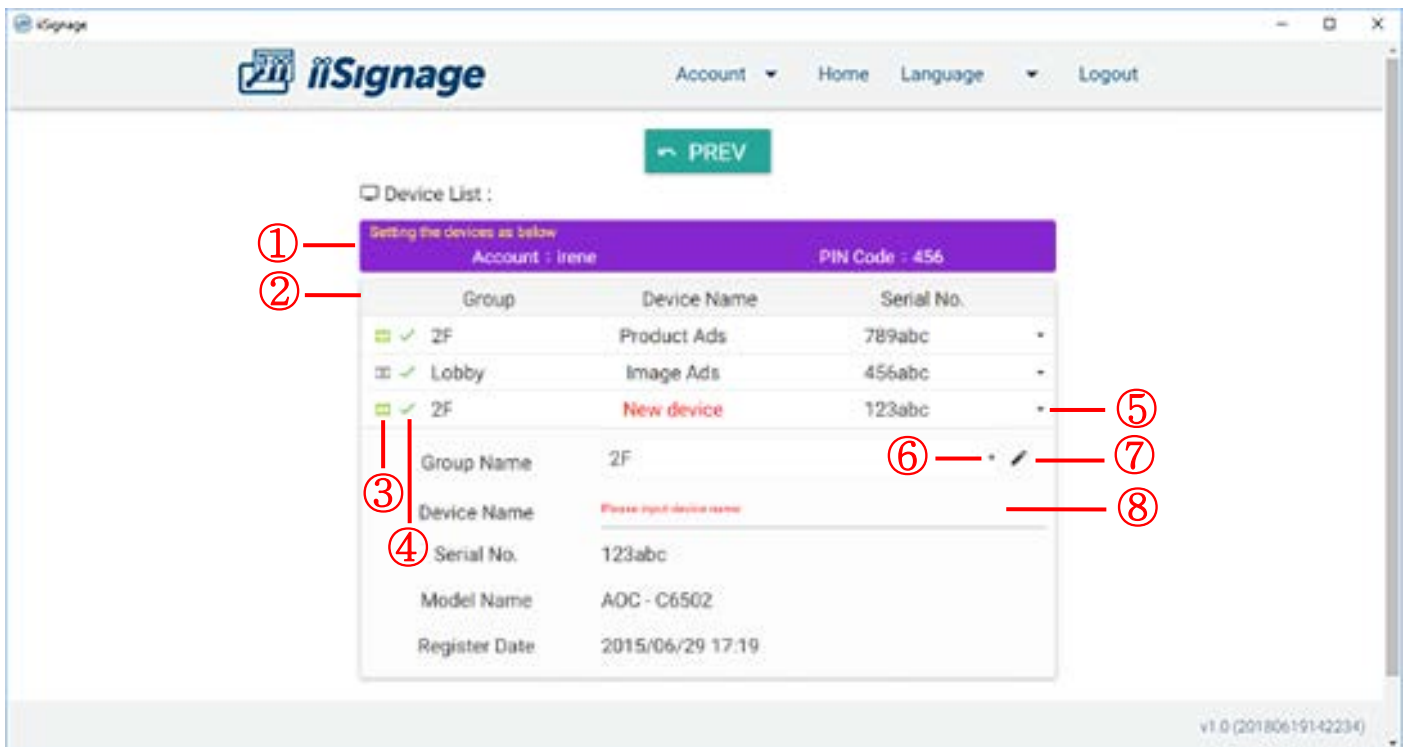 iiSignage
iiSignage Account Home Language Logout
PREV
Device List :
① Setting the devices as below
Account : irene PIN Code : 456
② Group Device Name Serial No.
2F Product Ads 789abc
Lobby Image Ads 456abc
2F New device 123abc ⑤
③ Group Name 2F ⑥ ⑦
Device Name Please input device name ⑧
④ Serial No. 123abc
Model Name AOC - C6502
Register Date 2015/06/29 17:19
v1.0 (20180619142234)